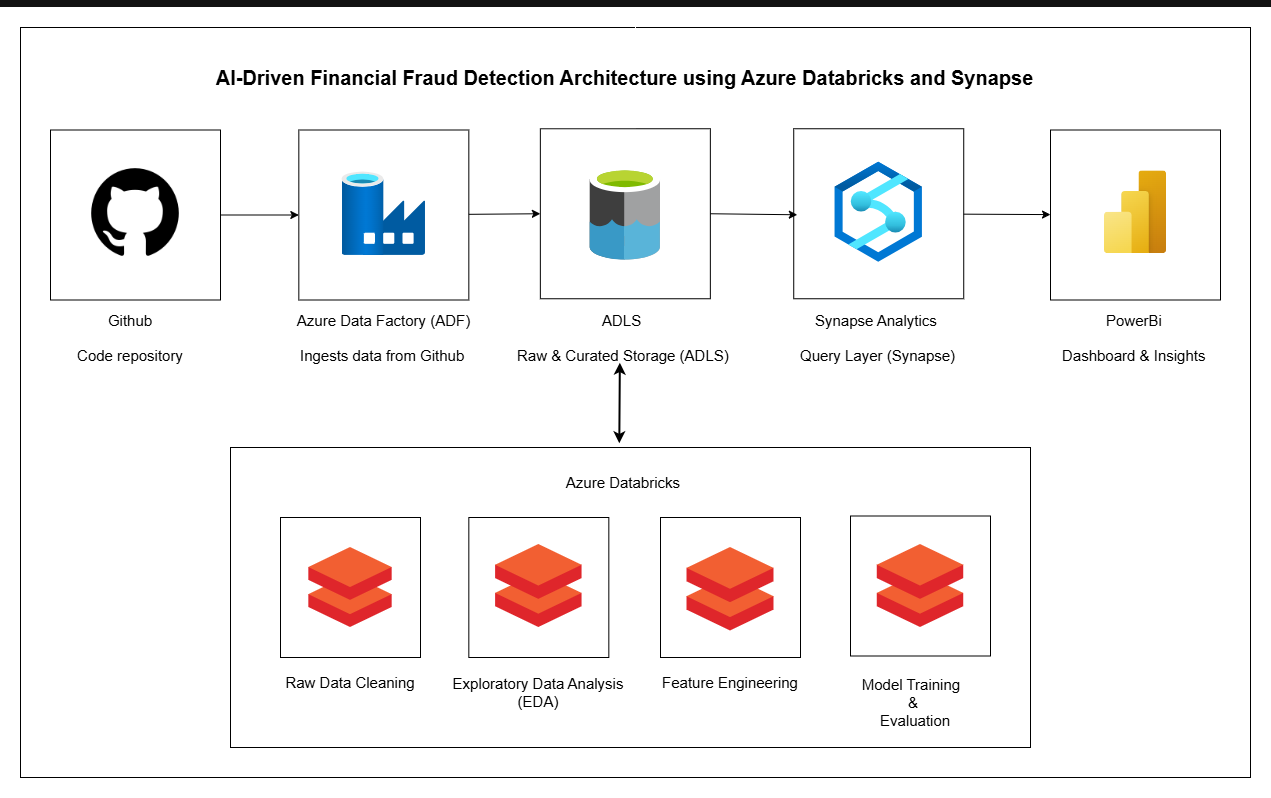 AI-Driven Financial Fraud Detection Architecture using Azure Databricks and Synapse
Github
Code repository
Azure Data Factory (ADF)
Ingests data from Github
ADLS
Raw & Curated Storage (ADLS)
Synapse Analytics
Query Layer (Synapse)
PowerBi
Dashboard & Insights
Azure Databricks
Raw Data Cleaning
Exploratory Data Analysis
(EDA)
Feature Engineering
Model Training
&
Evaluation